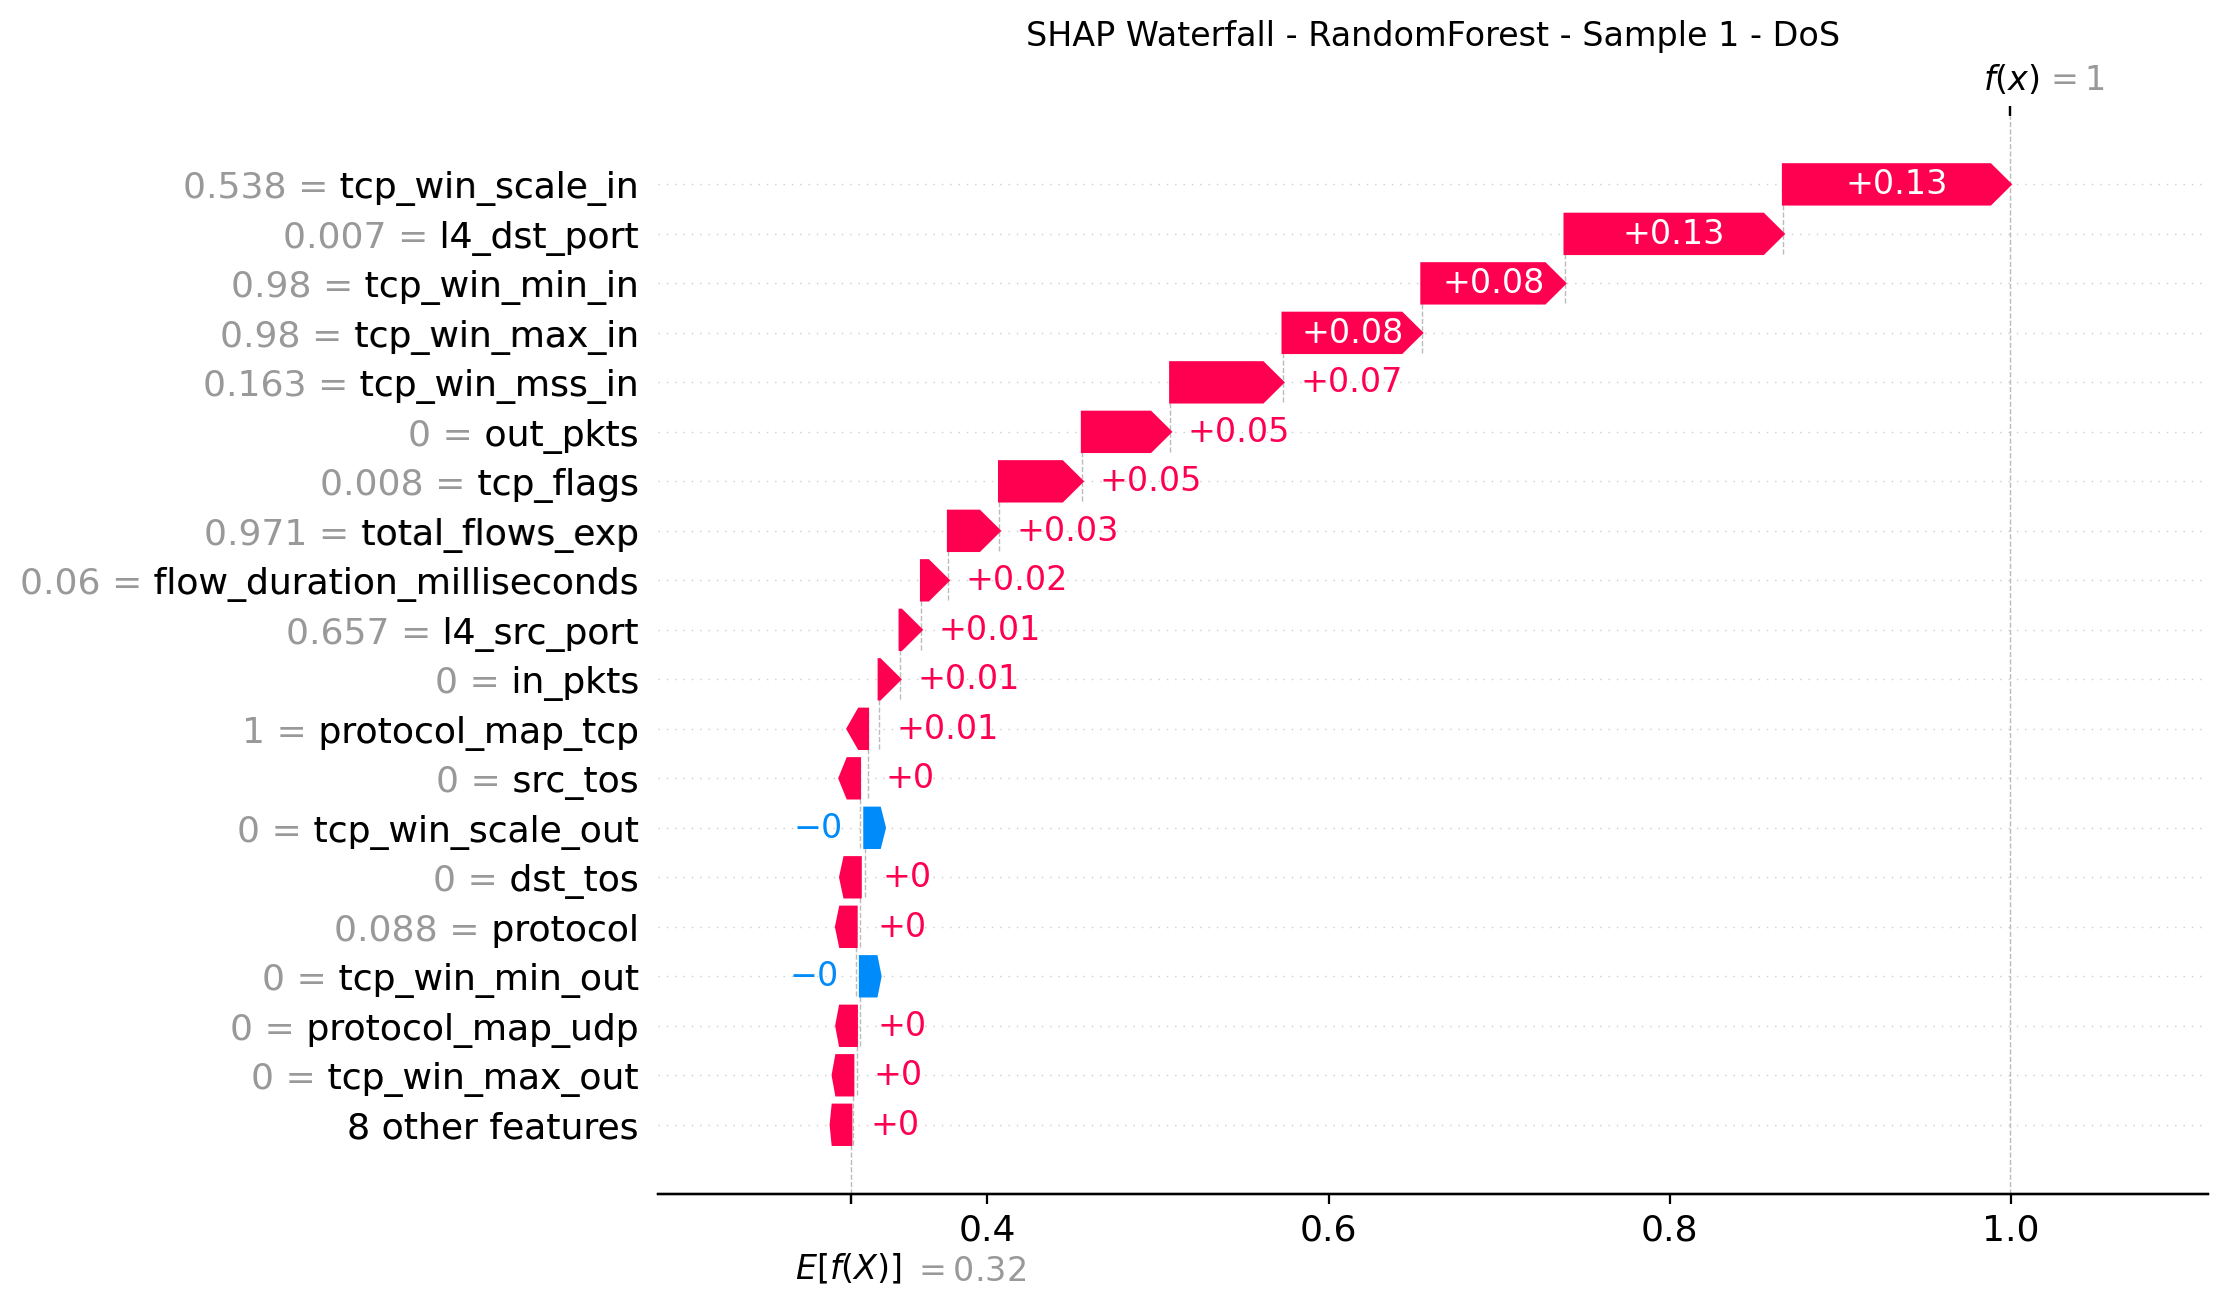 SHAP Waterfall - RandomForest - Sample 1 - DoS
f(x) = 1
0.538 = tcp_win_scale_in +0.13
0.007 = l4_dst_port +0.13
0.98 = tcp_win_min_in +0.08
0.98 = tcp_win_max_in +0.08
0.163 = tcp_win_mss_in +0.07
0 = out_pkts +0.05
0.008 = tcp_flags +0.05
0.971 = total_flows_exp +0.03
0.06 = flow_duration_milliseconds +0.02
0.657 = l4_src_port +0.01
0 = in_pkts +0.01
1 = protocol_map_tcp +0.01
0 = src_tos +0
0 = tcp_win_scale_out −0
0 = dst_tos +0
0.088 = protocol +0
0 = tcp_win_min_out −0
0 = protocol_map_udp +0
0 = tcp_win_max_out +0
8 other features +0
0.4 0.6 0.8 1.0
E[f(X)] = 0.32